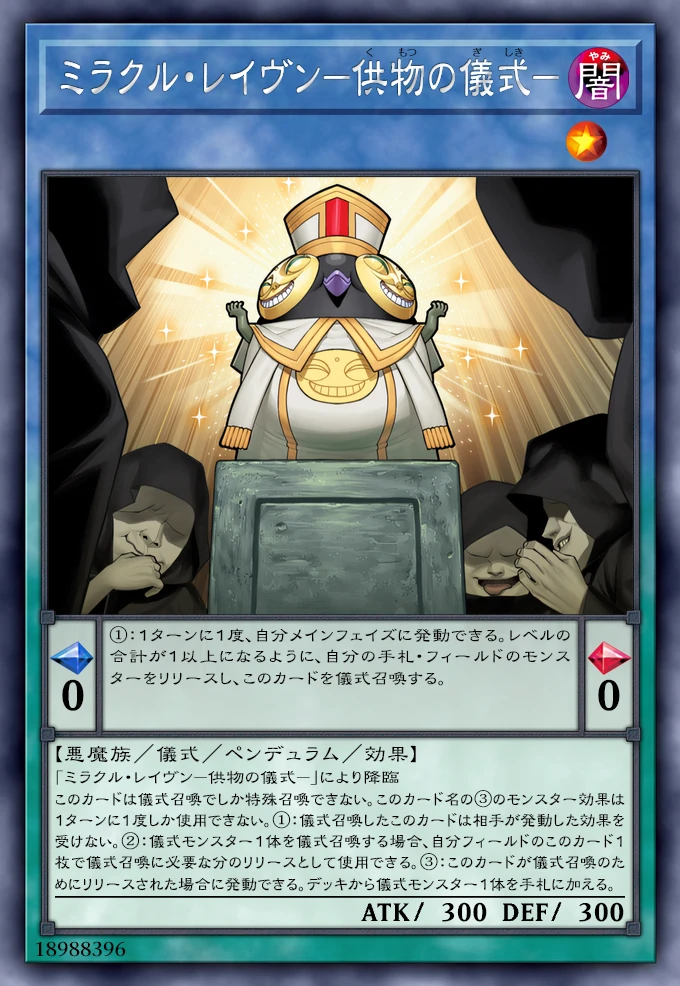 ミラクル・レイヴン－供物の儀式－
く もつ ぎ しき
やみ
闇
①：１ターンに１度、自分メインフェイズに発動できる。レベルの
合計が１以上になるように、自分の手札・フィールドのモンス
ターをリリースし、このカードを儀式召喚する。
0
0
【悪魔族／儀式／ペンデュラム／効果】
「ミラクル・レイヴン－供物の儀式－」により降臨
このカードは儀式召喚でしか特殊召喚できない。このカード名の③のモンスター効果は
１ターンに１度しか使用できない。①：儀式召喚したこのカードは相手が発動した効果を
受けない。②：儀式モンスター１体を儀式召喚する場合、自分フィールドのこのカード１
枚で儀式召喚に必要な分のリリースとして使用できる。③：このカードが儀式召喚のた
めにリリースされた場合に発動できる。デッキから儀式モンスター１体を手札に加える。
ATK/ 300 DEF/ 300
18988396